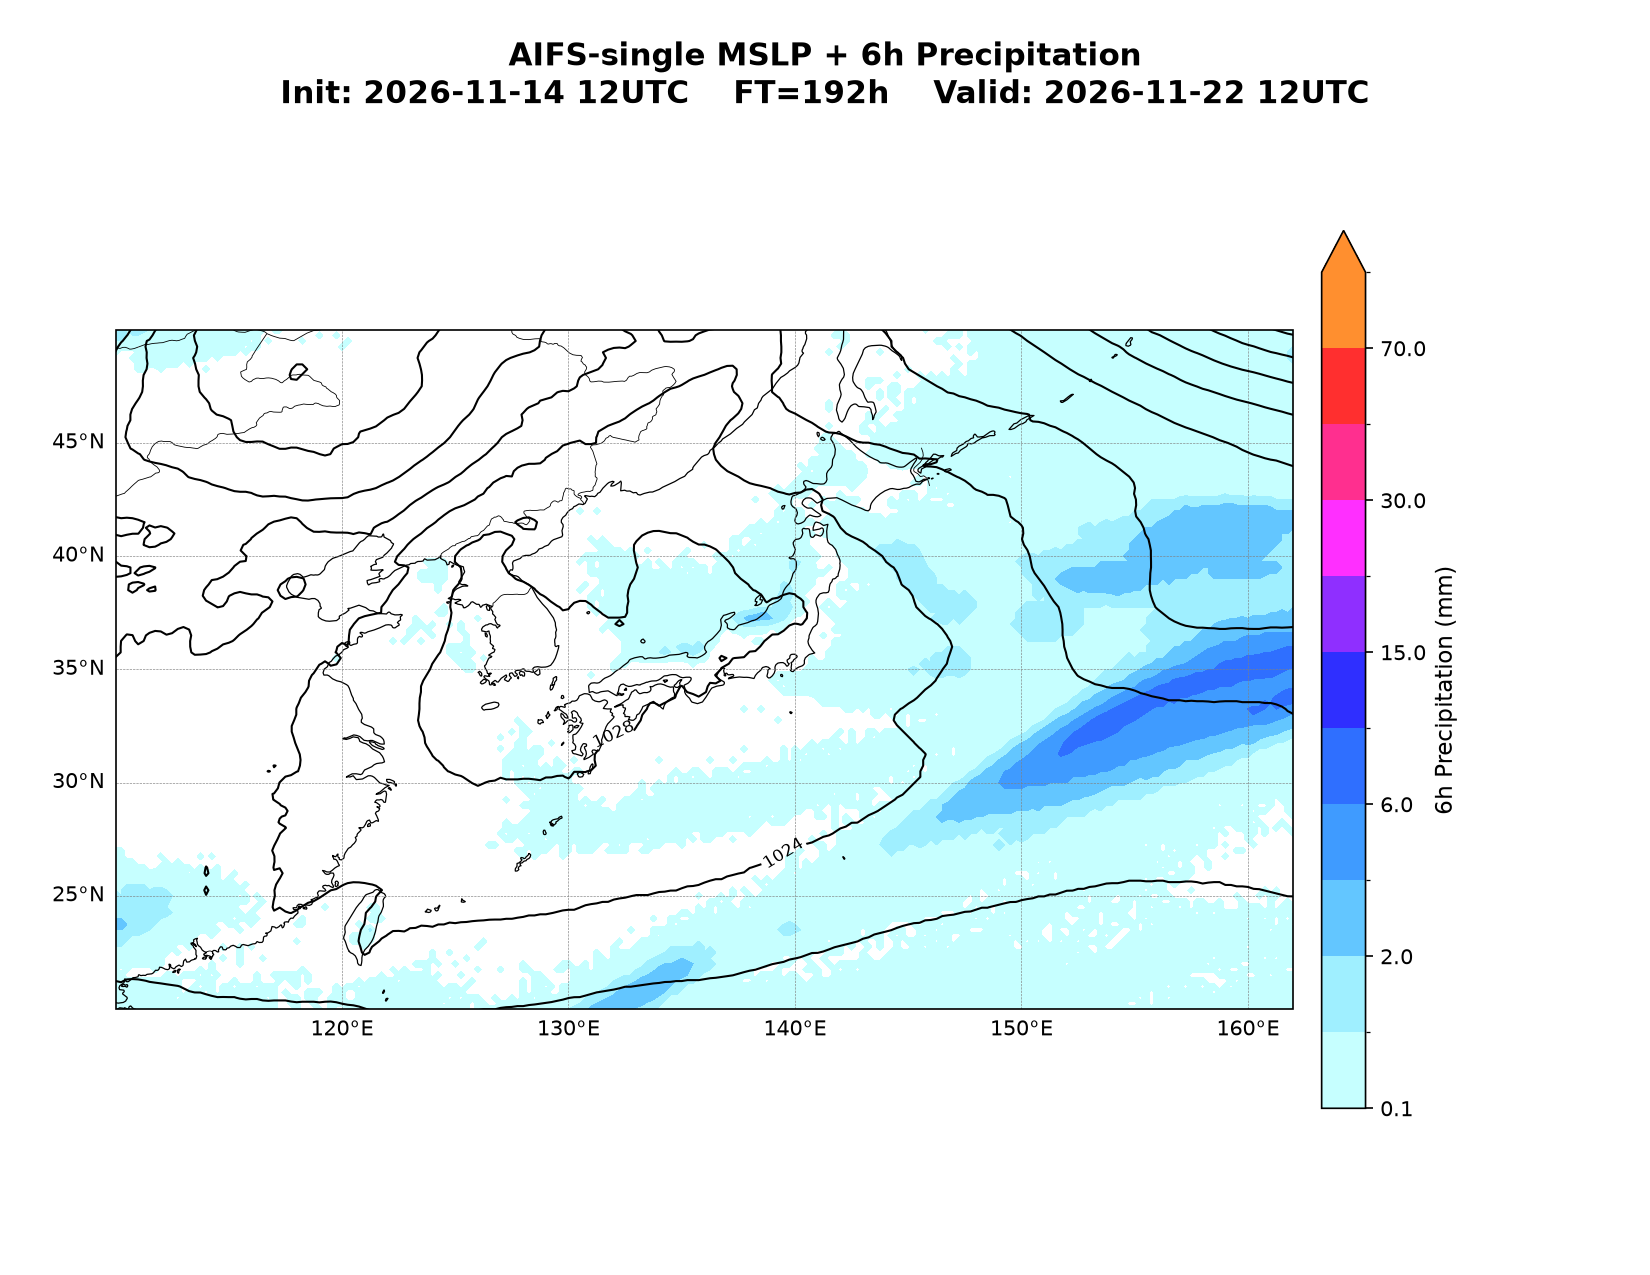 AIFS-single MSLP + 6h Precipitation
Init: 2026-11-14 12UTC    FT=192h    Valid: 2026-11-22 12UTC
70.0
45°N
30.0
40°N
6h Precipitation (mm)
35°N
15.0
1028
30°N
6.0
1024
25°N
2.0
120°E
130°E
140°E
150°E
160°E
0.1